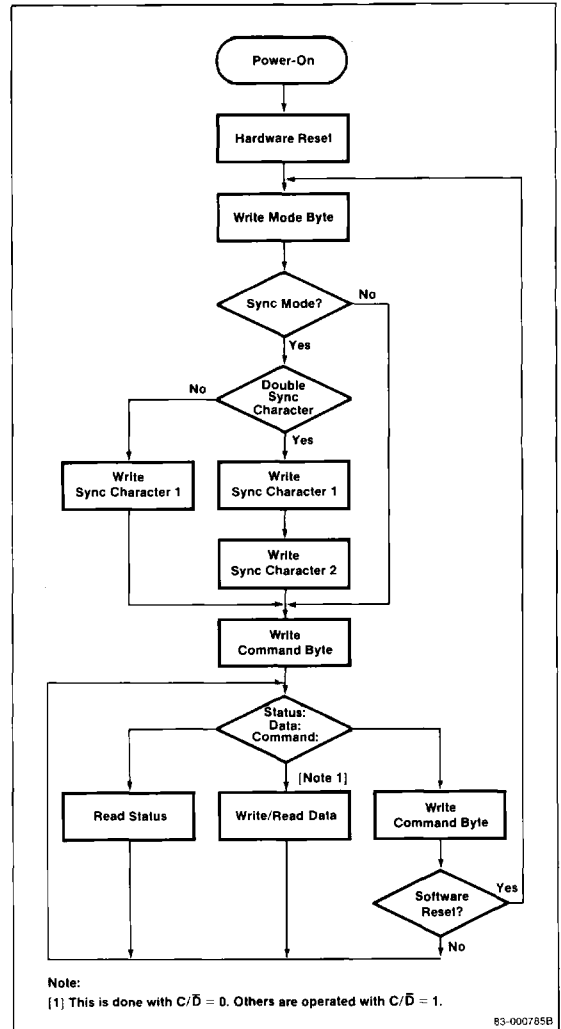 Power-On
Hardware Reset
Write Mode Byte
Sync Mode?
No
Yes
Double
Sync
Character
No
Yes
Write
Sync Character 1
Write
Sync Character 1
Write
Sync Character 2
Write
Command Byte
Status:
Data:
Command:
[Note 1]
Read Status
Write/Read Data
Write
Command Byte
Software
Reset?
Yes
No
Note:
[1] This is done with C/D̅ = 0. Others are operated with C/D̅ = 1.
83-000785B